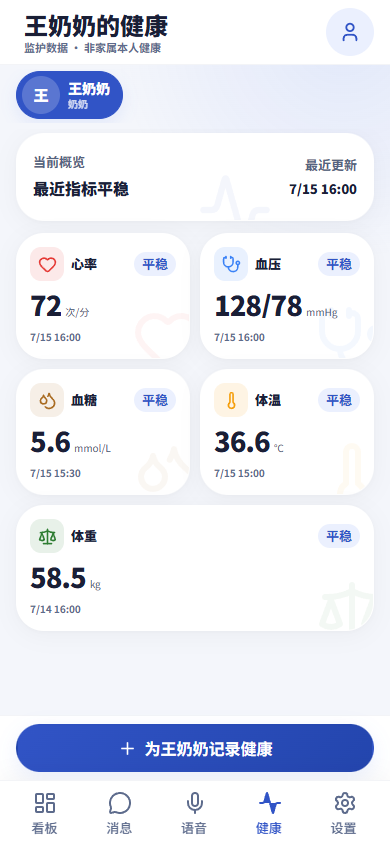 王奶奶的健康
监护数据 · 非家属本人健康
王 王奶奶
奶奶
当前概览 最近更新
最近指标平稳 7/15 16:00
心率 平稳
72 次/分
7/15 16:00
血压 平稳
128/78 mmHg
7/15 16:00
血糖 平稳
5.6 mmol/L
7/15 15:30
体温 平稳
36.6 °C
7/15 15:00
体重 平稳
58.5 kg
7/14 16:00
+ 为王奶奶记录健康
看板 消息 语音 健康 设置